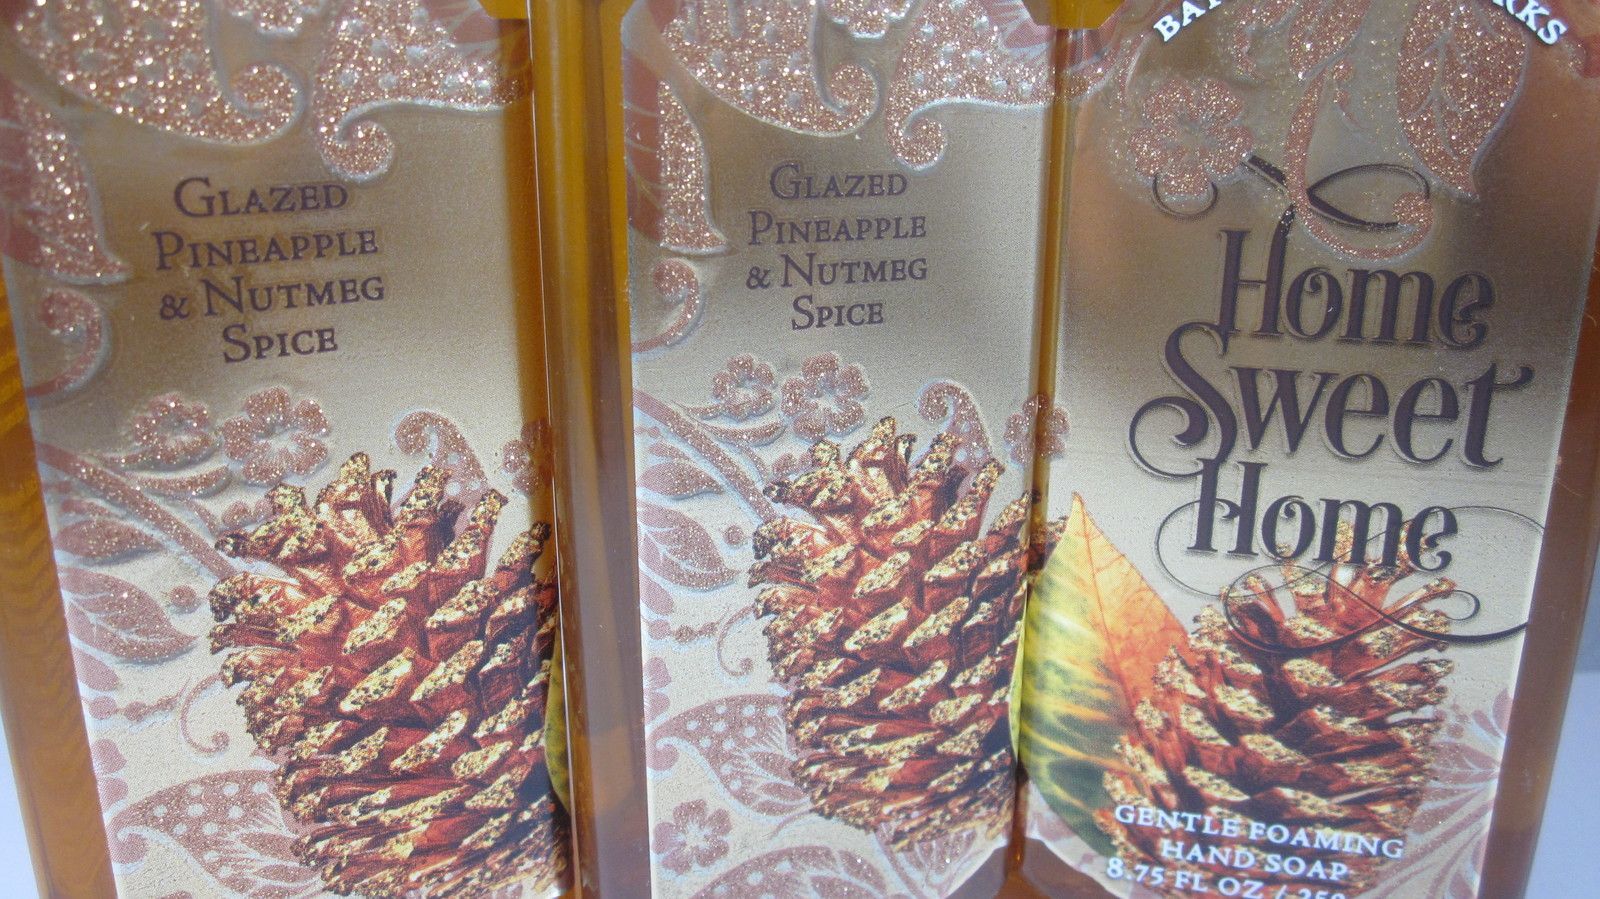 Glazed
Pineapple
& Nutmeg
Spice
Glazed
Pineapple
& Nutmeg
Spice
Home
Sweet
Home
GENTLE FOAMING
HAND SOAP
8.75 FL OZ /